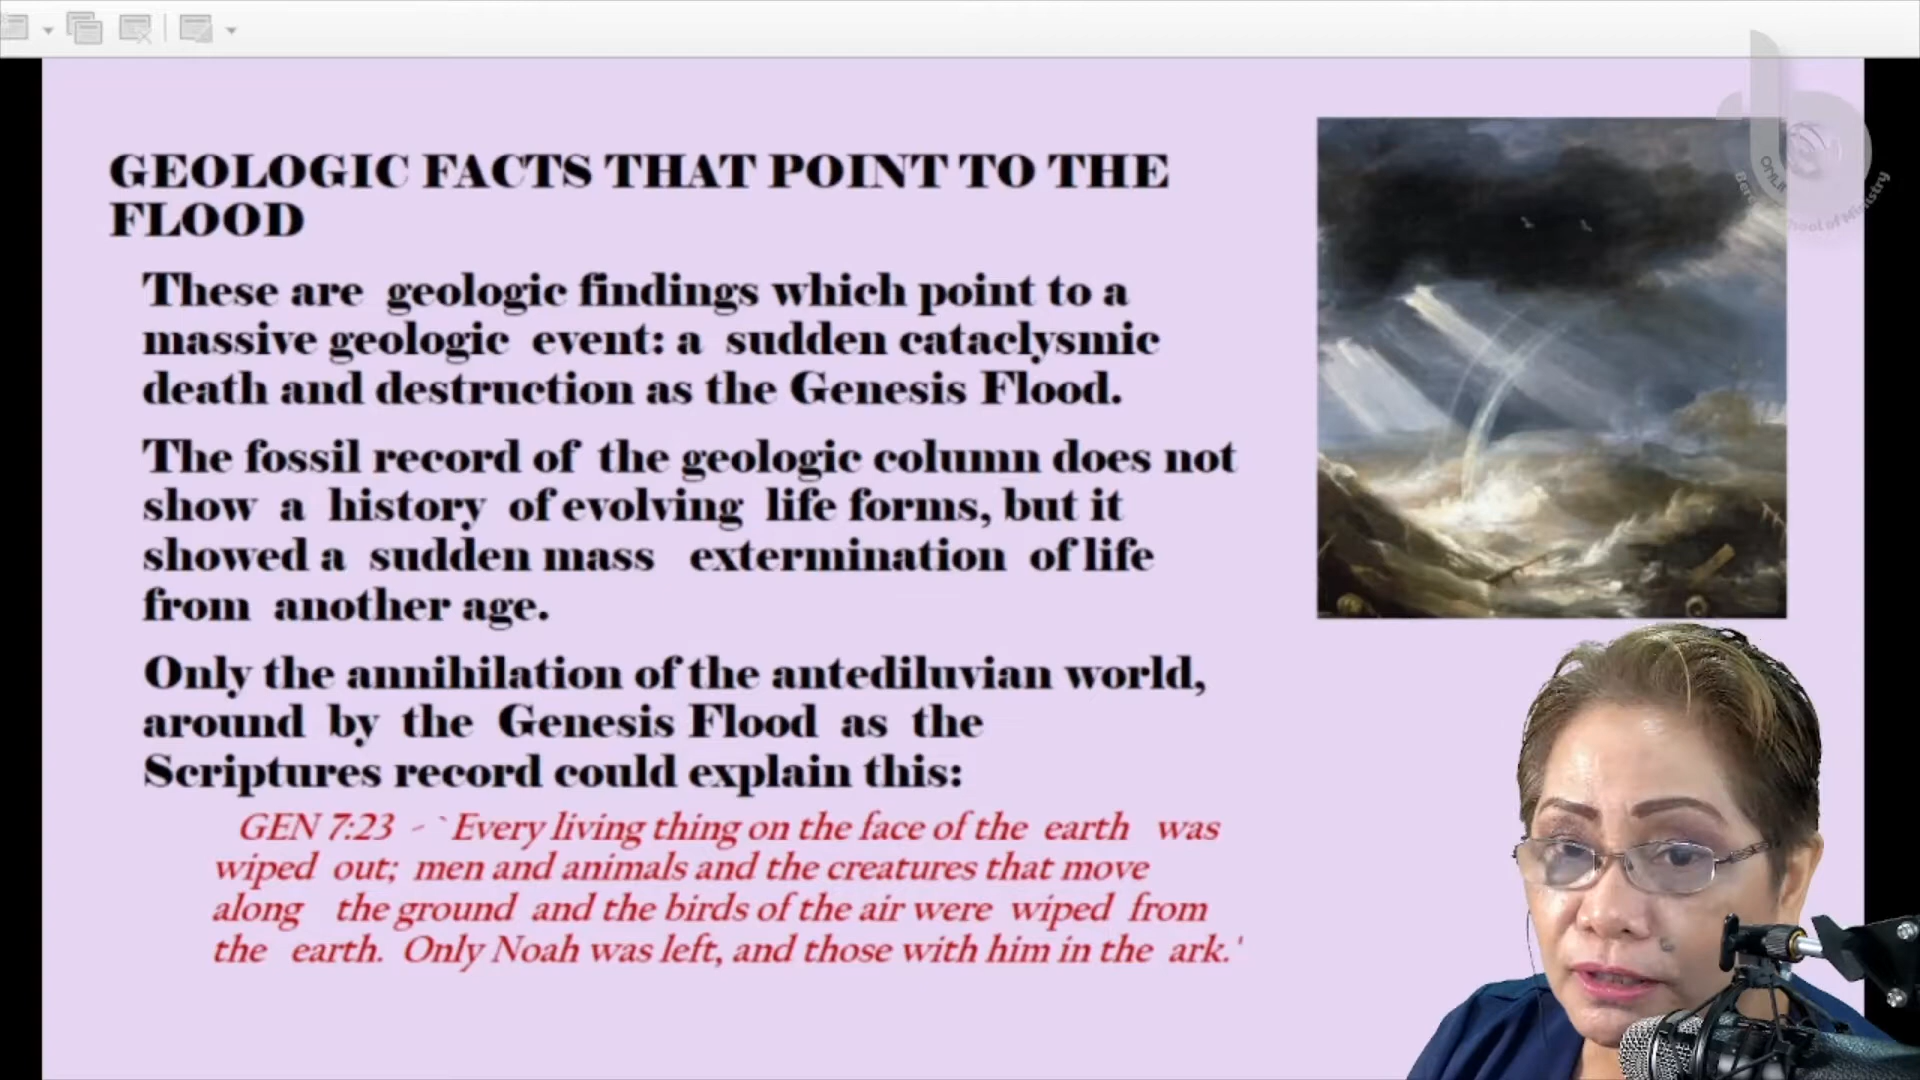 GEOLOGIC FACTS THAT POINT TO THE
FLOOD
These are geologic findings which point to a
massive geologic event: a sudden cataclysmic
death and destruction as the Genesis Flood.
The fossil record of the geologic column does not
show a history of evolving life forms, but it
showed a sudden mass extermination of life
from another age.
Only the annihilation of the antediluvian world,
around by the Genesis Flood as the
Scriptures record could explain this:
GEN 7:23 - `Every living thing on the face of the earth was
wiped out; men and animals and the creatures that move
along the ground and the birds of the air were wiped from
the earth. Only Noah was left, and those with him in the ark.'
of Ministry